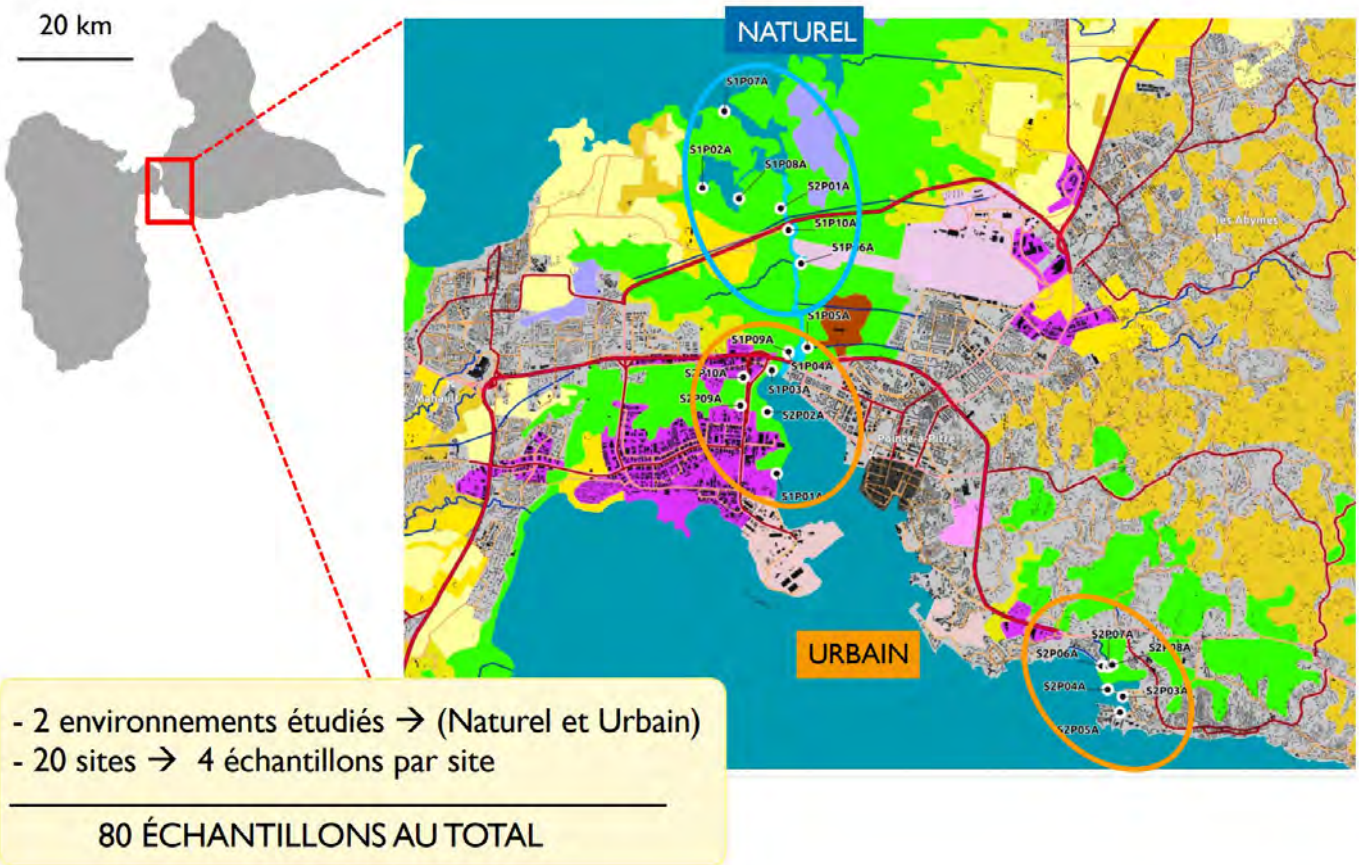 20 km
NATUREL
S1P07A
S1P02A
S1P08A
S2P01A
S1P10A
S1P06A
S1P05A
S1P09A
S1P04A
S2P10A
S1P03A
S2P09A
S2P02A
S1P01A
les Abymes
Pointe-à-Pitre
URBAIN
S2P07A
S2P06A
S2P08A
S2P04A
S2P03A
S2P05A
- 2 environnements étudiés → (Naturel et Urbain)
- 20 sites → 4 échantillons par site
80 ÉCHANTILLONS AU TOTAL